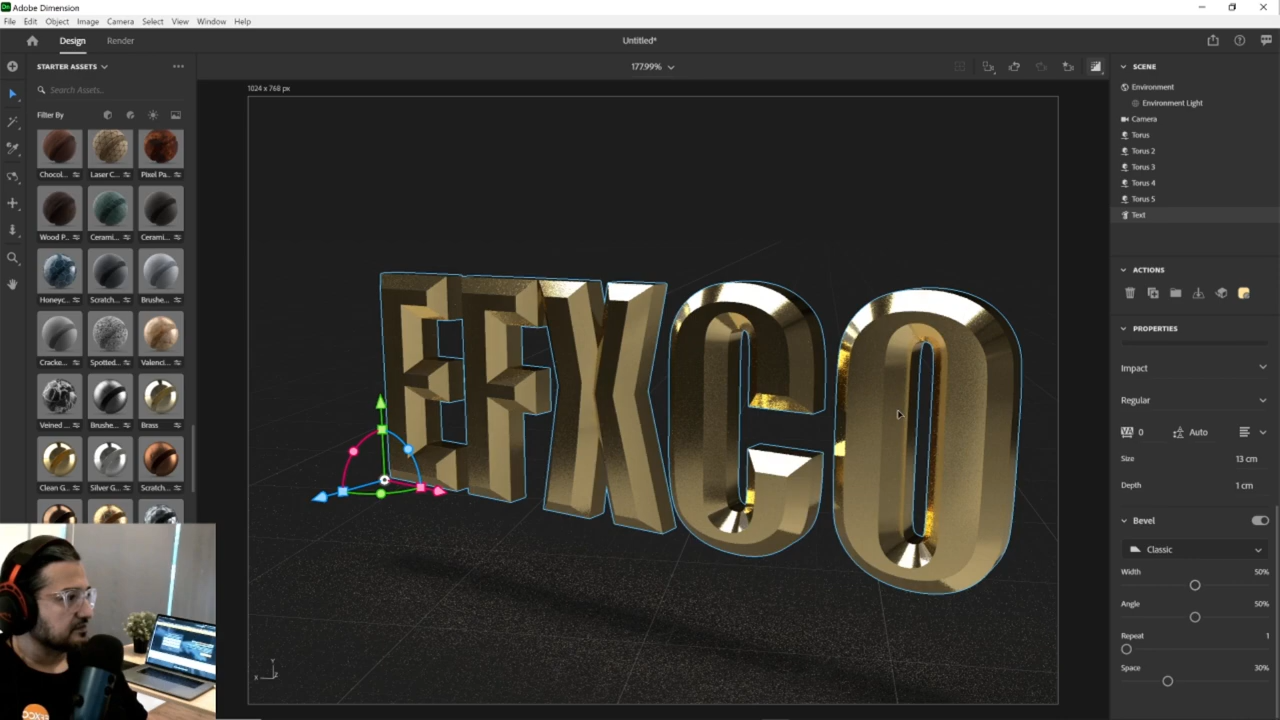 Dn Adobe Dimension
File Edit Object Image Camera Select View Window Help
Design Render
Untitled*
STARTER ASSETS
177.99%
Search Assets..
Filter By
1024 x 768 px
Chocol... Laser C... Pixel Pa...
Wood P... Cerami... Cerami...
Honeyc... Scratch... Brushe...
Cracke... Spotted... Valenci...
Veined ... Brushe... Brass
Clean G... Silver G... Scratch...
EFXCO
Y
X Z
SCENE
Environment
Environment Light
Camera
Torus
Torus 2
Torus 3
Torus 4
Torus 5
Text
ACTIONS
PROPERTIES
Impact
Regular
VA 0 Auto
Size 13 cm
Depth 1 cm
Bevel
Classic
Width 50%
Angle 50%
Repeat 1
Space 30%